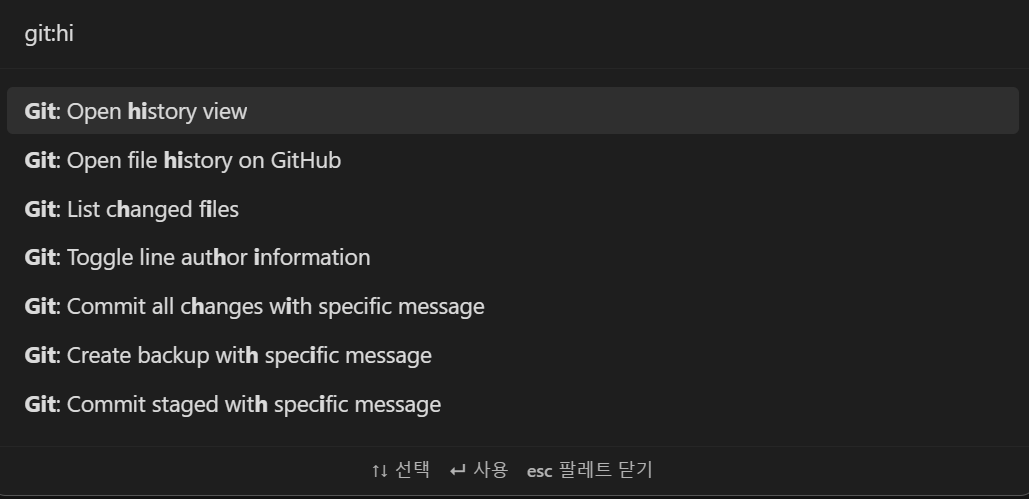 git:hi
Git: Open history view
Git: Open file history on GitHub
Git: List changed files
Git: Toggle line author information
Git: Commit all changes with specific message
Git: Create backup with specific message
Git: Commit staged with specific message
↑↓ 선택 ↵ 사용 esc 팔레트 닫기